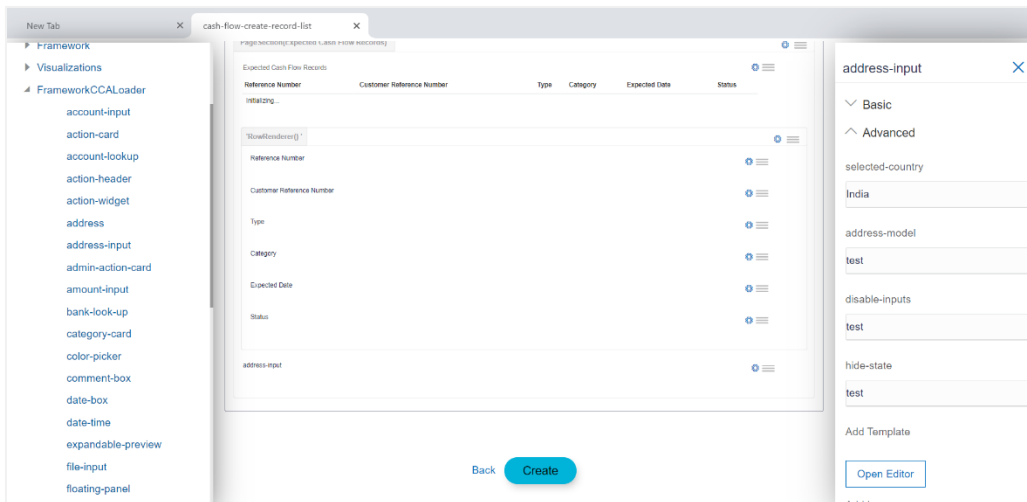 New Tab
cash-flow-create-record-list
Framework
Visualizations
FrameworkCCALoader
account-input
action-card
account-lookup
action-header
action-widget
address
address-input
admin-action-card
amount-input
bank-look-up
category-card
color-picker
comment-box
date-box
date-time
expandable-preview
file-input
floating-panel
PageSection(Expected Cash Flow Records)
Expected Cash Flow Records
Reference Number Customer Reference Number Type Category Expected Date Status
Initializing...
'RowRenderer() '
Reference Number
Customer Reference Number
Type
Category
Expected Date
Status
address-input
Back Create
address-input
Basic
Advanced
selected-country
India
address-model
test
disable-inputs
test
hide-state
test
Add Template
Open Editor